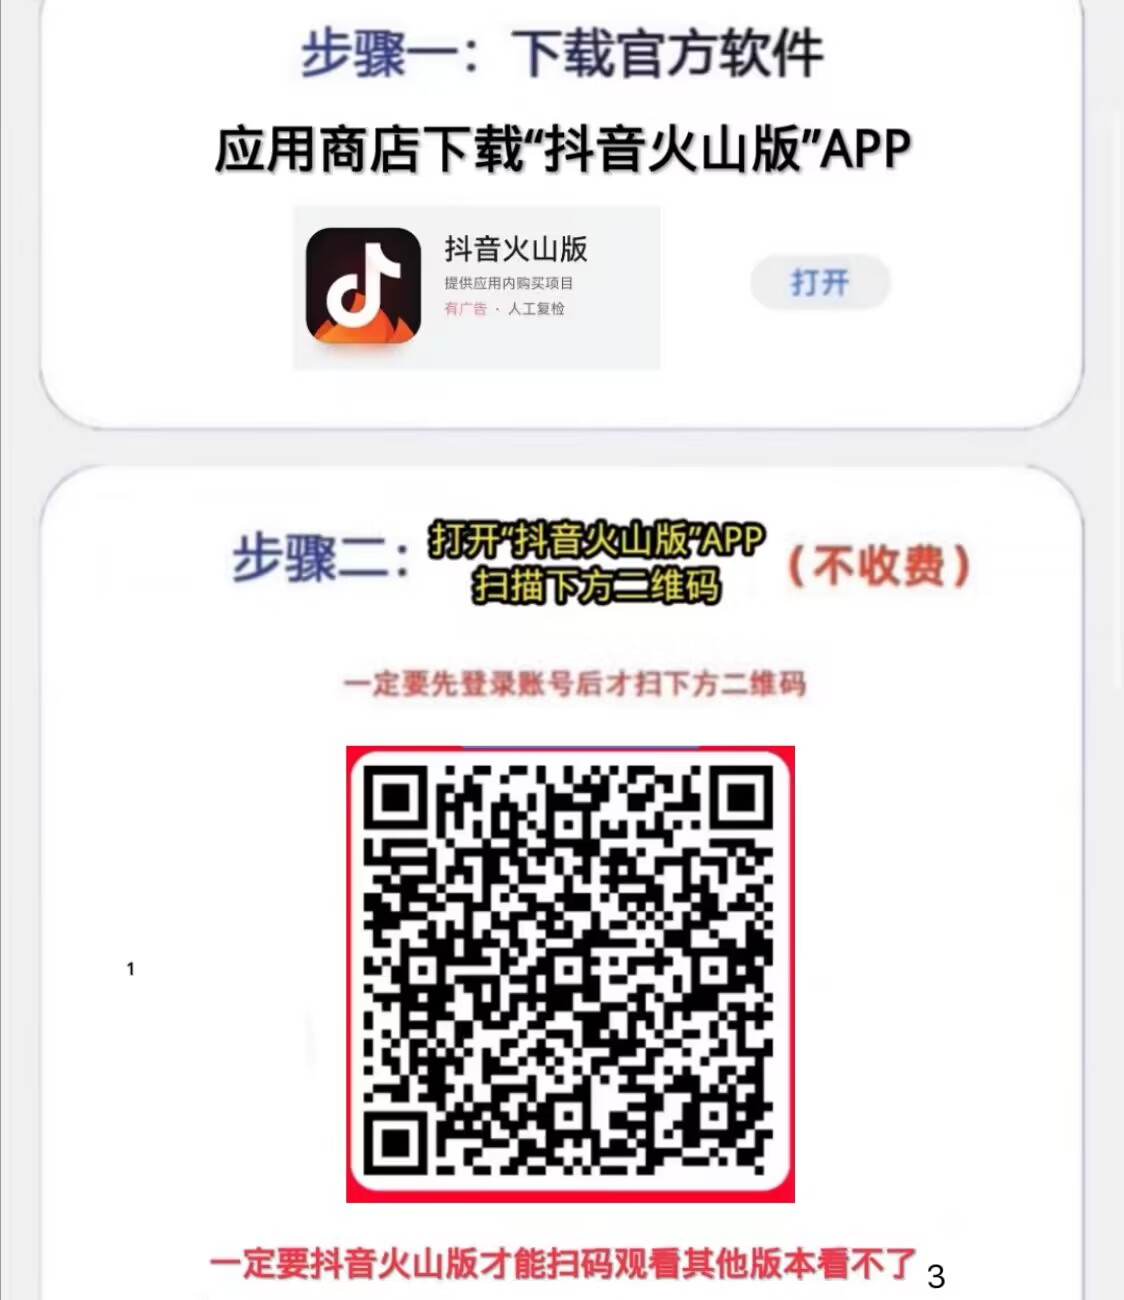 步骤一：下载官方软件
应用商店下载“抖音火山版”APP
抖音火山版
提供应用内购买项目
有广告 · 人工复检
打开
步骤二：
打开“抖音火山版”APP
扫描下方二维码
（不收费）
一定要先登录账号后才扫下方二维码
1
一定要抖音火山版才能扫码观看其他版本看不了
3